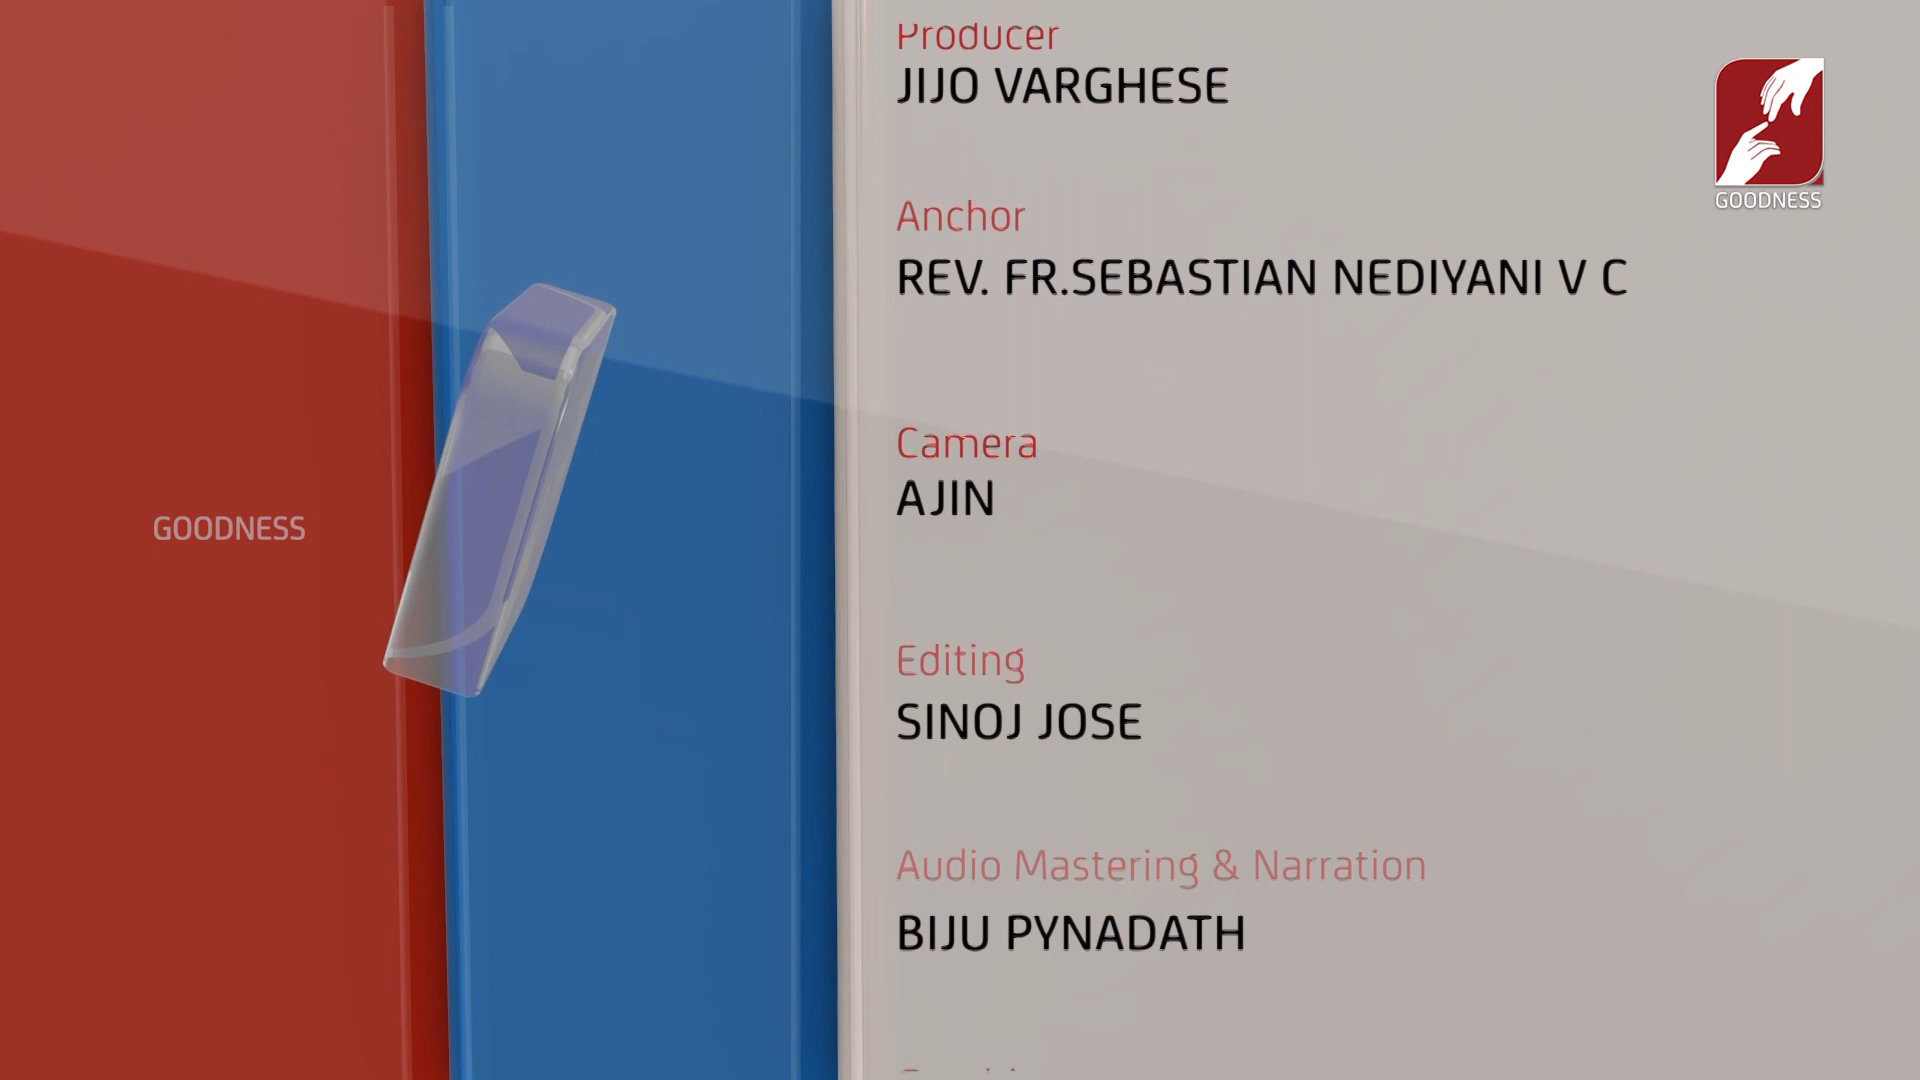 Producer
JIJO VARGHESE
GOODNESS
Anchor
REV. FR.SEBASTIAN NEDIYANI V C
Camera
AJIN
GOODNESS
Editing
SINOJ JOSE
Audio Mastering & Narration
BIJU PYNADATH